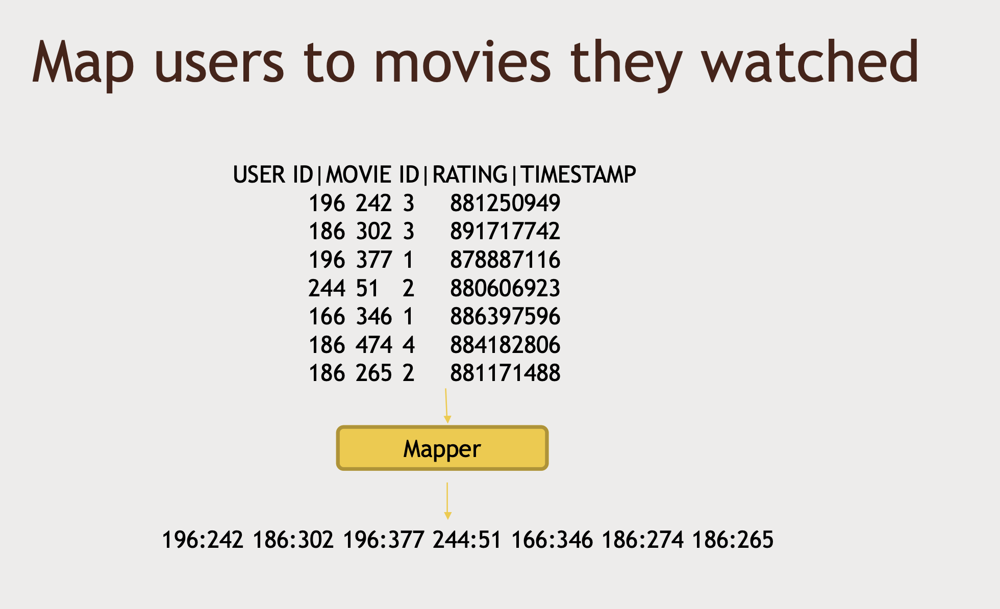 Map users to movies they watched
USER ID|MOVIE ID|RATING|TIMESTAMP
196 242 3 881250949
186 302 3 891717742
196 377 1 878887116
244 51 2 880606923
166 346 1 886397596
186 474 4 884182806
186 265 2 881171488
Mapper
196:242 186:302 196:377 244:51 166:346 186:274 186:265